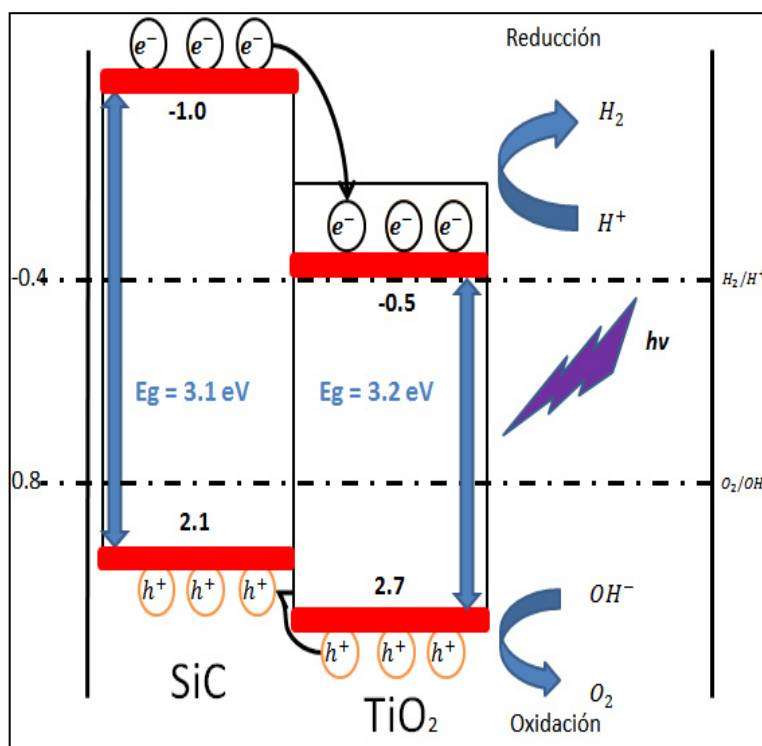 Reducción
e⁻ e⁻ e⁻
-1.0
H₂
H⁺
e⁻ e⁻ e⁻
-0.4
H₂/H⁺
-0.5
hv
Eg = 3.1 eV
Eg = 3.2 eV
0.8
O₂/OH
2.1
h⁺ h⁺ h⁺
2.7
OH⁻
h⁺ h⁺ h⁺
SiC
TiO₂
O₂
Oxidación